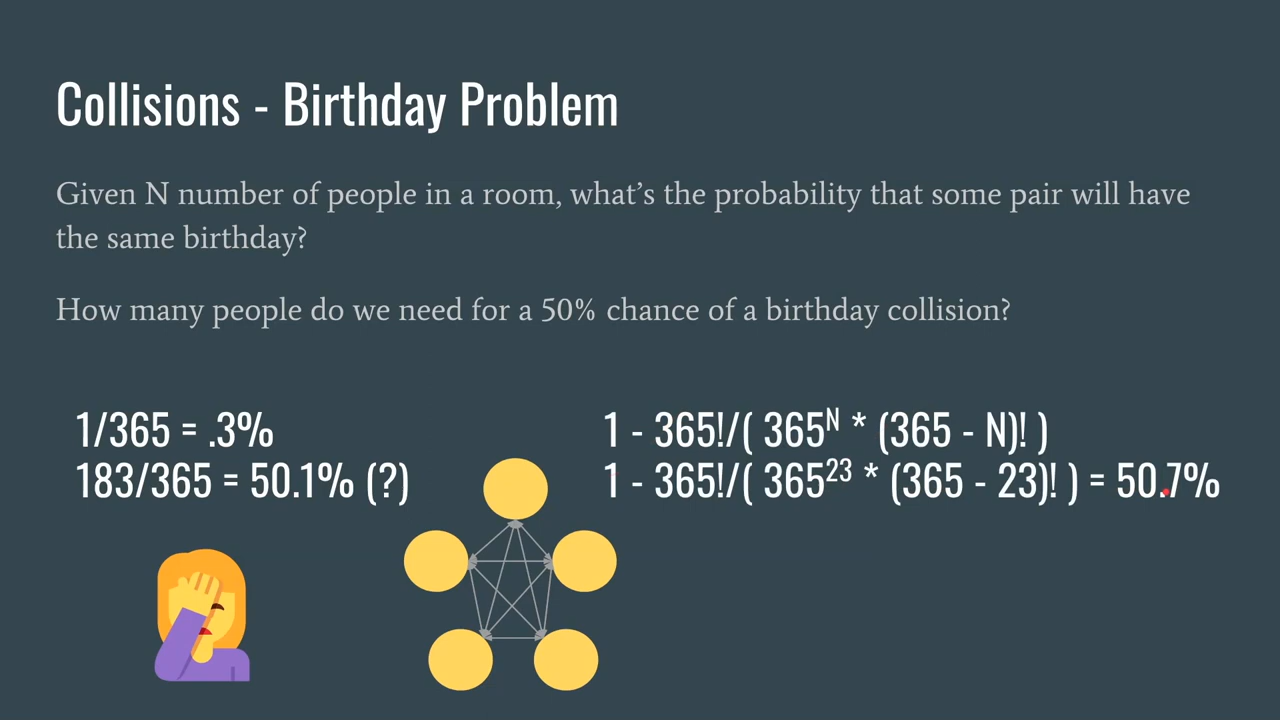 Collisions - Birthday Problem
Given N number of people in a room, what's the probability that some pair will have
the same birthday?
How many people do we need for a 50% chance of a birthday collision?
1/365 = .3%
183/365 = 50.1% (?)
1 - 365!/( 365ᴺ * (365 - N)! )
1 - 365!/( 365²³ * (365 - 23)! ) = 50.7%